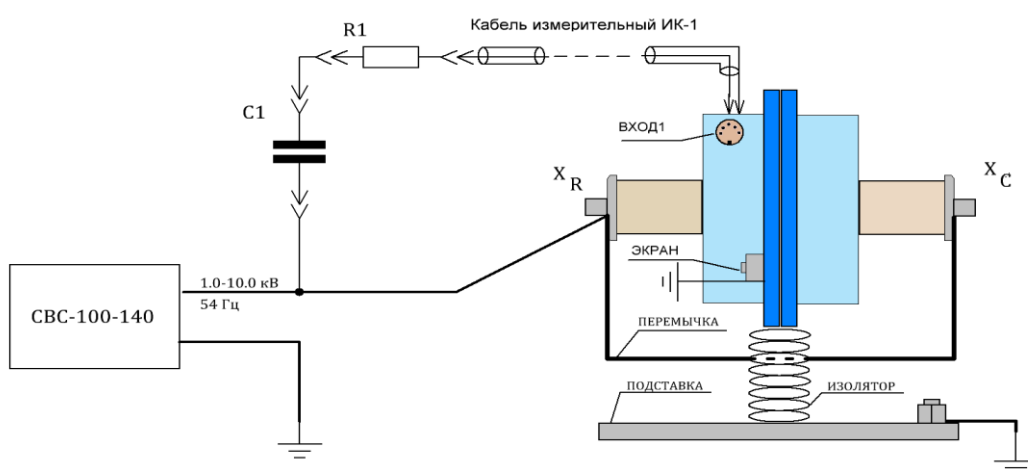 Кабель измерительный ИК-1
R1
C1
ВХОД1
X R
X C
ЭКРАН
1.0-10.0 кВ
54 Гц
СВС-100-140
ПЕРЕМЫЧКА
ПОДСТАВКА
ИЗОЛЯТОР